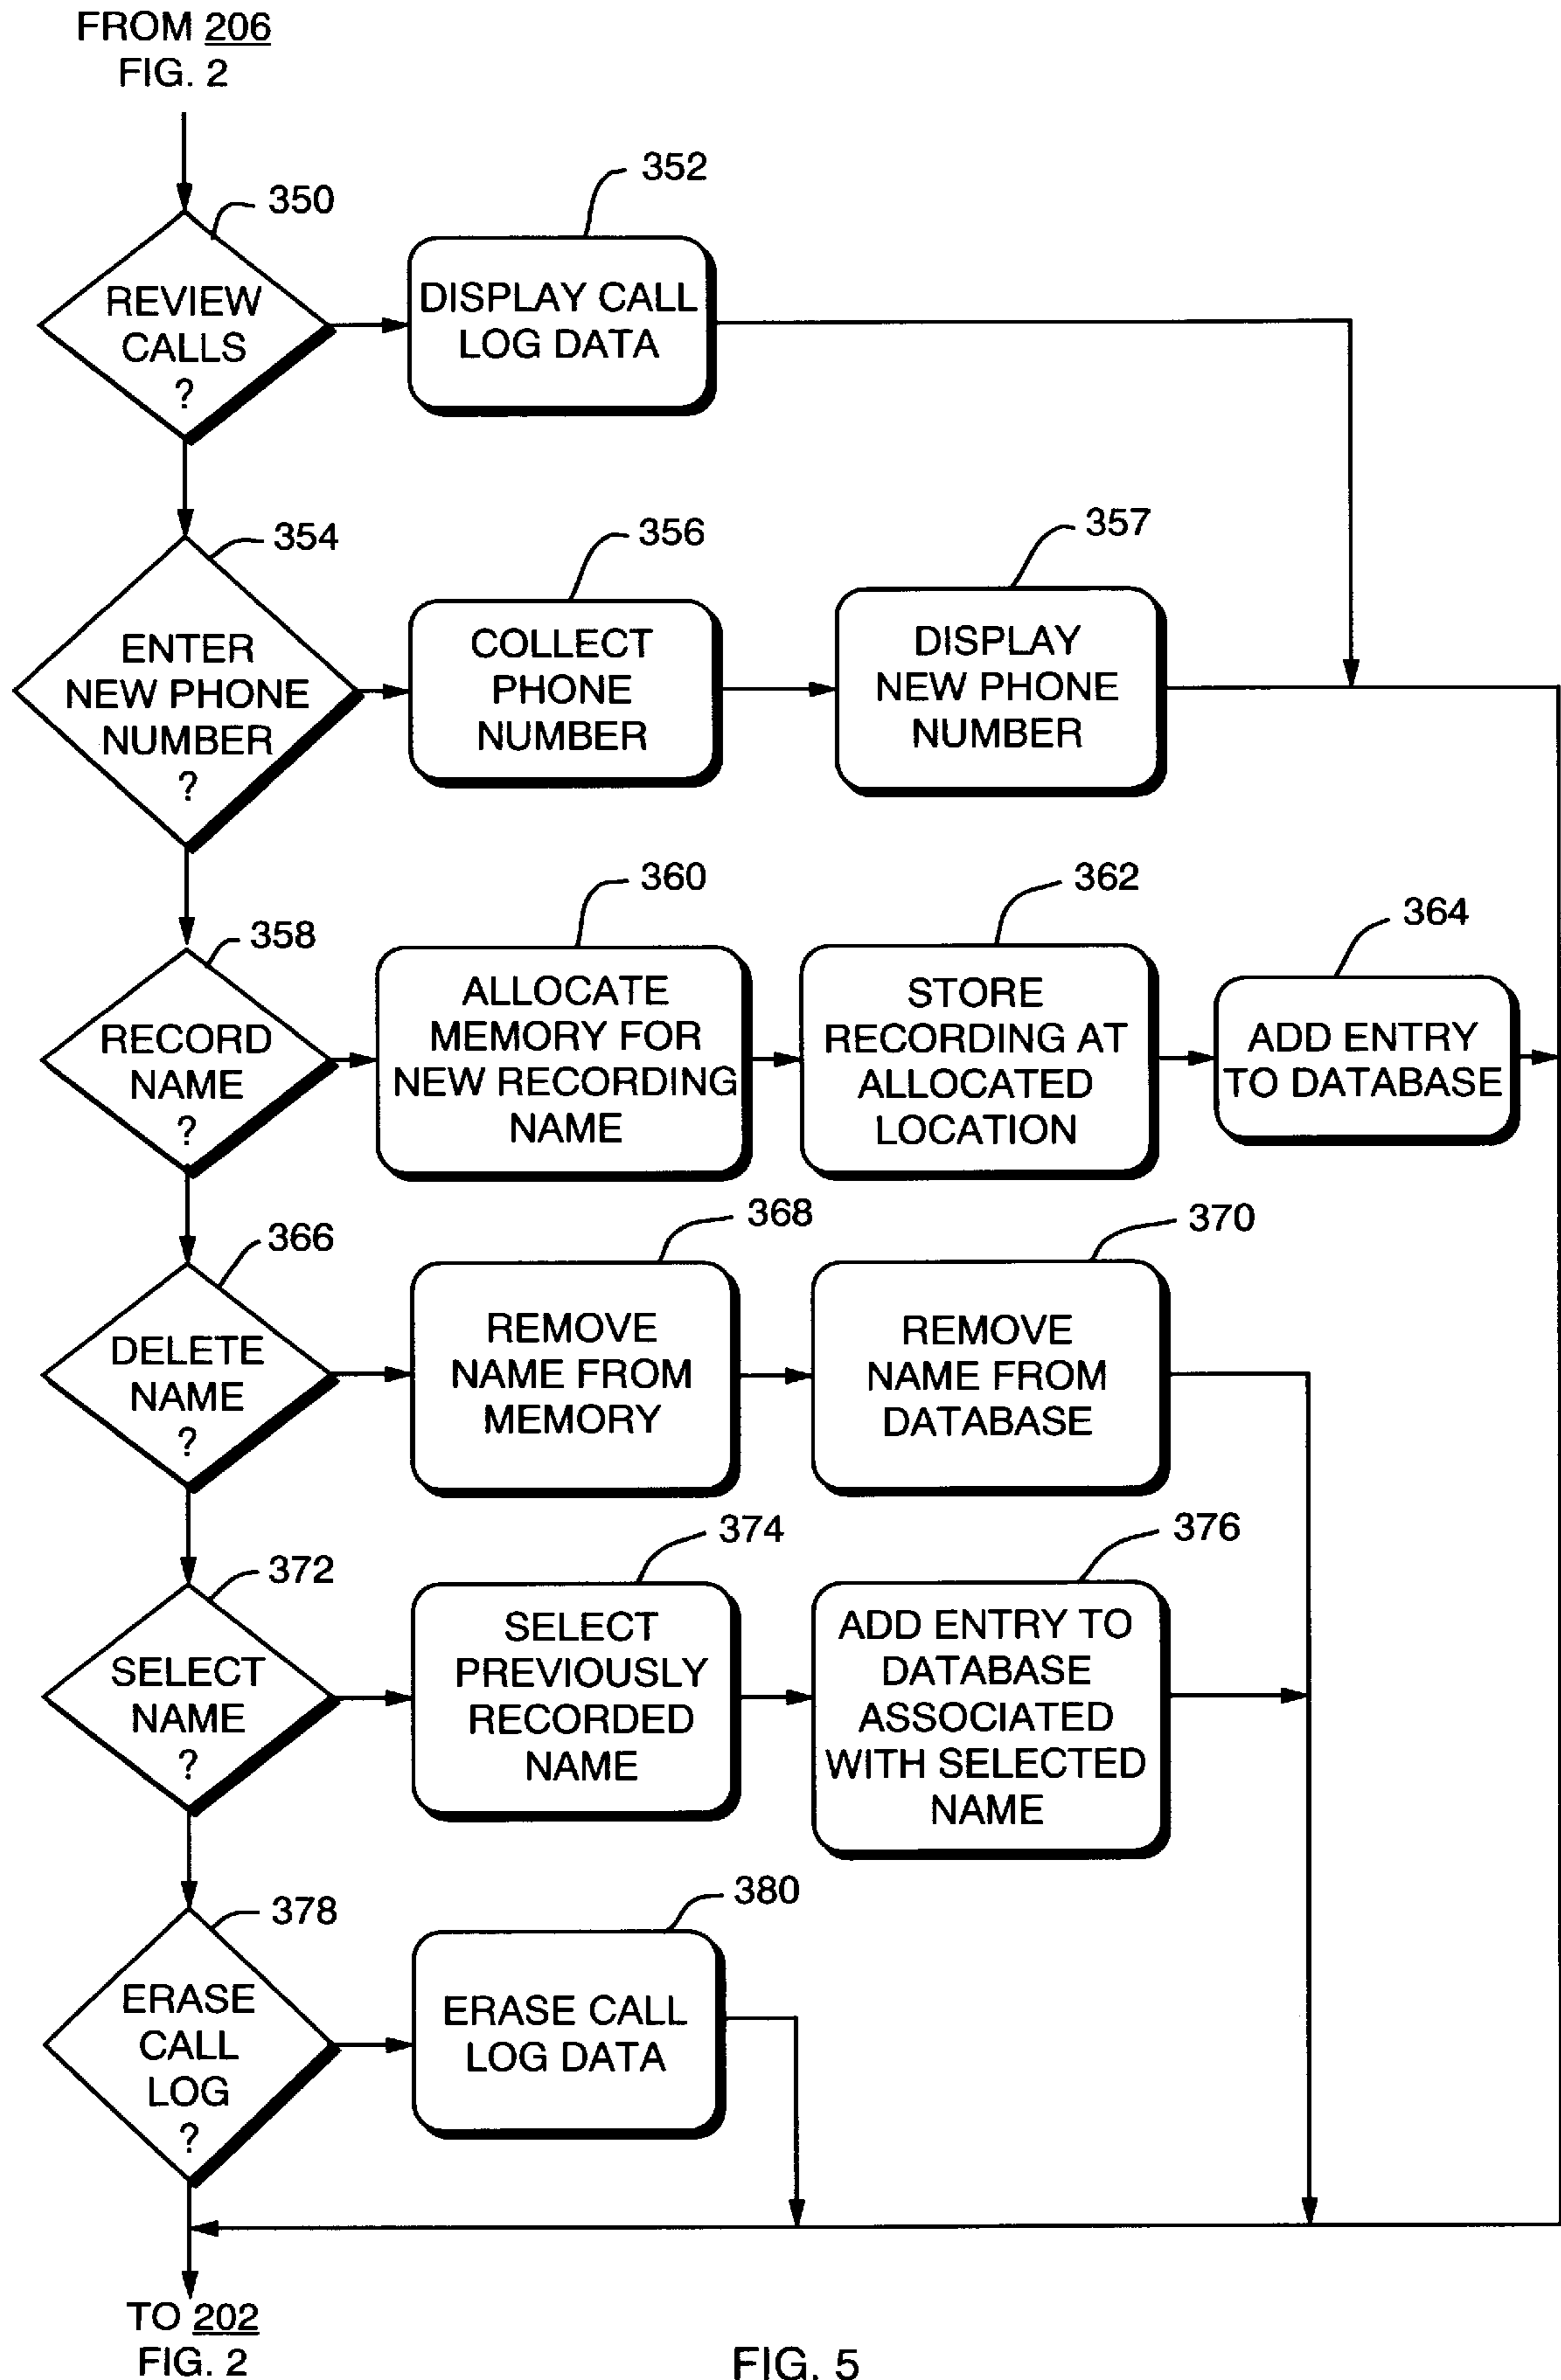 FROM 206
FIG. 2
350
REVIEW
CALLS
?
352
DISPLAY CALL
LOG DATA
354
ENTER
NEW PHONE
NUMBER
?
356
COLLECT
PHONE
NUMBER
357
DISPLAY
NEW PHONE
NUMBER
358
RECORD
NAME
?
360
ALLOCATE
MEMORY FOR
NEW RECORDING
NAME
362
STORE
RECORDING AT
ALLOCATED
LOCATION
364
ADD ENTRY
TO DATABASE
366
DELETE
NAME
?
368
REMOVE
NAME FROM
MEMORY
370
REMOVE
NAME FROM
DATABASE
372
SELECT
NAME
?
374
SELECT
PREVIOUSLY
RECORDED
NAME
376
ADD ENTRY TO
DATABASE
ASSOCIATED
WITH SELECTED
NAME
378
ERASE
CALL
LOG
?
380
ERASE CALL
LOG DATA
TO 202
FIG. 2
FIG. 5